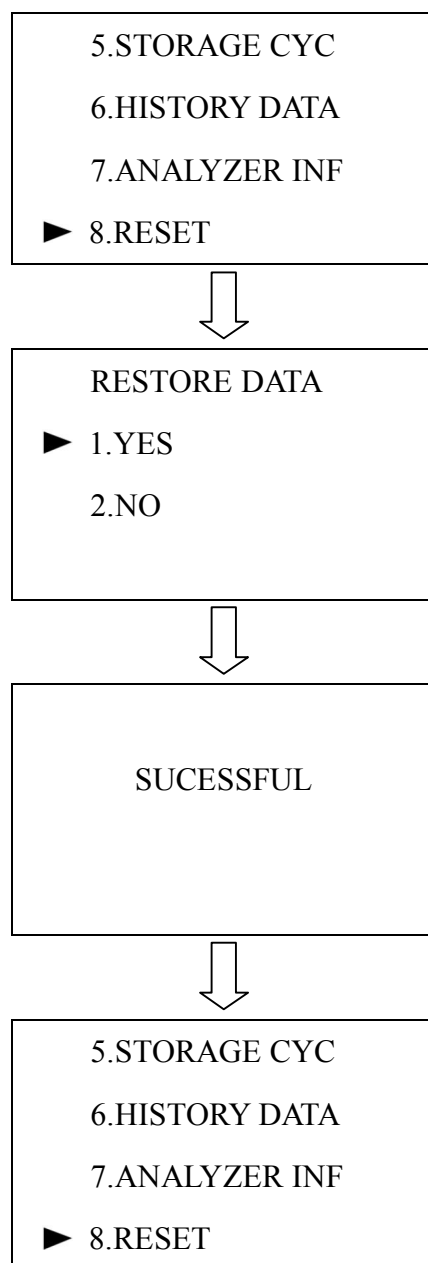 5.STORAGE CYC
6.HISTORY DATA
7.ANALYZER INF
► 8.RESET
RESTORE DATA
► 1.YES
2.NO
SUCESSFUL
5.STORAGE CYC
6.HISTORY DATA
7.ANALYZER INF
► 8.RESET